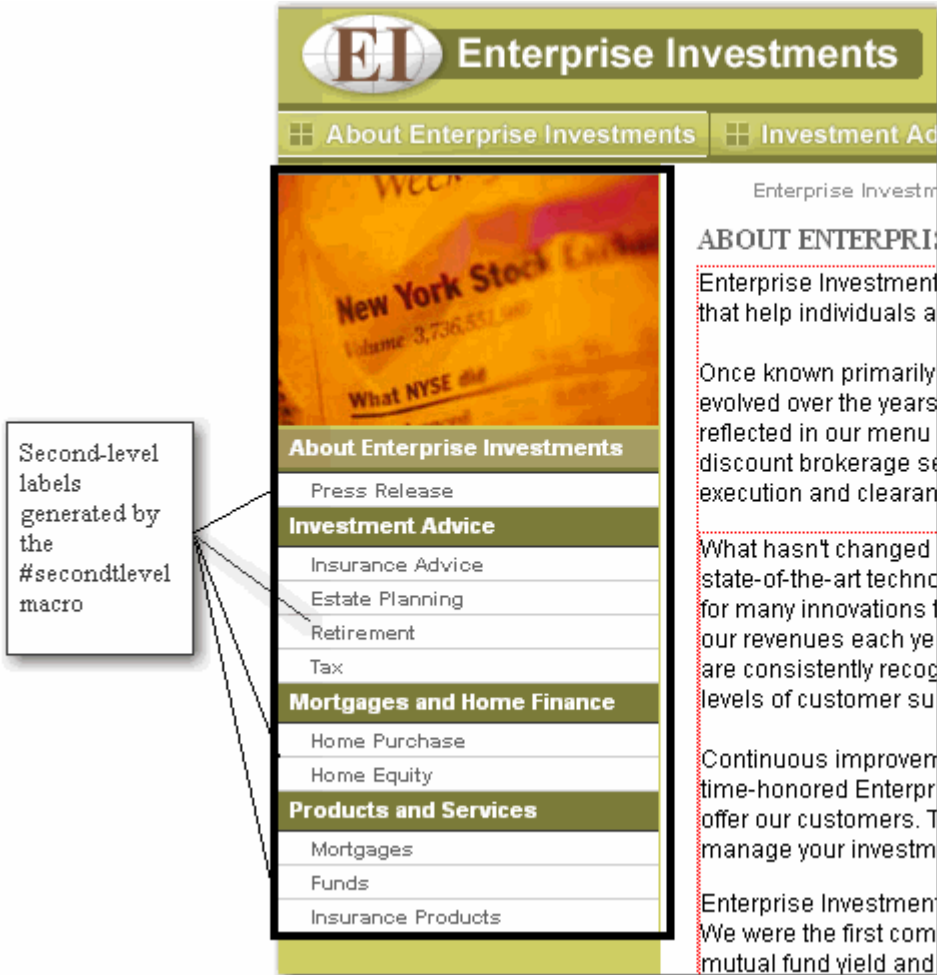 EI Enterprise Investments
About Enterprise Investments
Investment Ad
Week
New York Stock Exchange
Volume 3,736,551,
What NYSE did
Enterprise Investm
ABOUT ENTERPRIS
Enterprise Investment
that help individuals a
Once known primarily
evolved over the years
reflected in our menu
discount brokerage se
execution and clearan
What hasn't changed
state-of-the-art techno
for many innovations t
our revenues each ye
are consistently recog
levels of customer su
Continuous improvem
time-honored Enterpr
offer our customers. T
manage your investm
Enterprise Investment
We were the first com
mutual fund yield and
About Enterprise Investments
Press Release
Investment Advice
Insurance Advice
Estate Planning
Retirement
Tax
Mortgages and Home Finance
Home Purchase
Home Equity
Products and Services
Mortgages
Funds
Insurance Products
Second-level
labels
generated by
the
#secondtlevel
macro